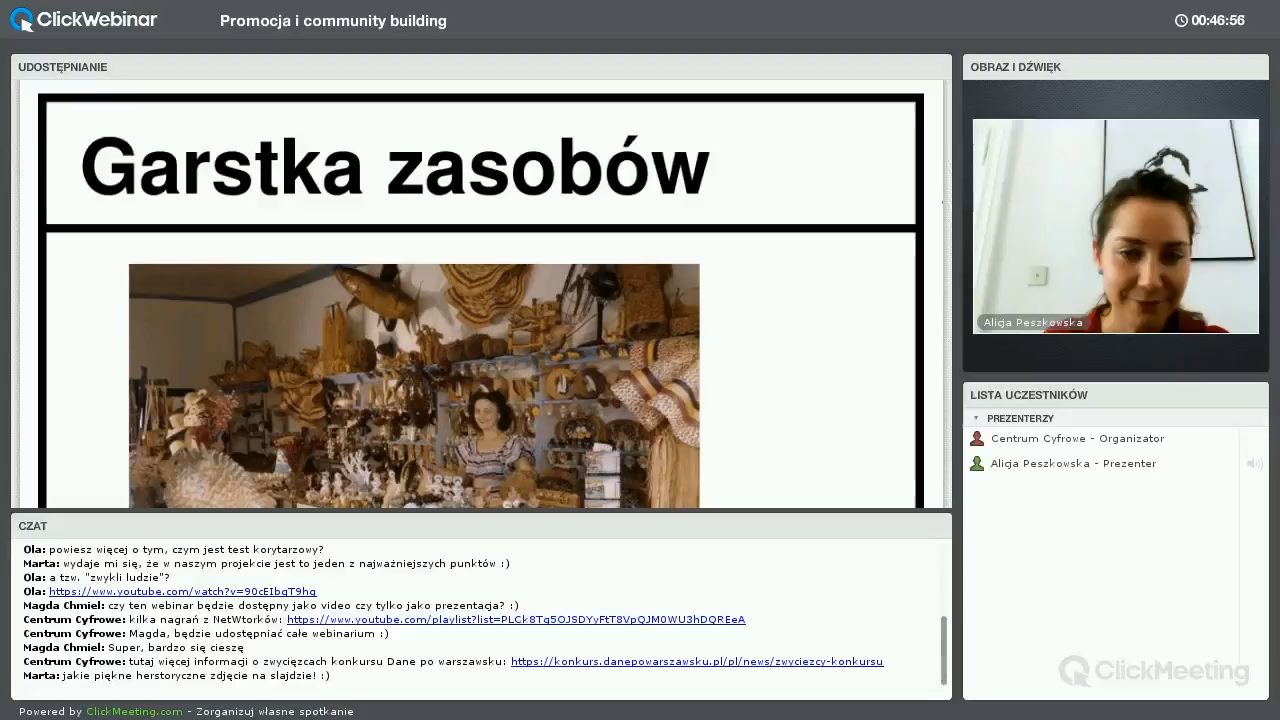 ClickWebinar
Promocja i community building
00:46:56
UDOSTĘPNIANIE
Garstka zasobów
OBRAZ I DŹWIĘK
Alicja Peszkowska
LISTA UCZESTNIKÓW
PREZENTERZY
Centrum Cyfrowe - Organizator
Alicja Peszkowska - Prezenter
CZAT
Ola: powiesz więcej o tym, czym jest test korytarzowy?
Marta: wydaje mi się, że w naszym projekcie jest to jeden z najważniejszych punktów :)
Ola: a tzw. "zwykli ludzie"?
Ola: https://www.youtube.com/watch?v=90cEIbqT9hg
Magda Chmiel: czy ten webinar będzie dostępny jako video czy tylko jako prezentacja? :)
Centrum Cyfrowe: kilka nagrań z NetWtorków: https://www.youtube.com/playlist?list=PLCk8Tq5OJSDYyFtT8VpQJM0WU3hDQREeA
Centrum Cyfrowe: Magda, będzie udostępniać całe webinarium :)
Magda Chmiel: Super, bardzo się cieszę
Centrum Cyfrowe: tutaj więcej informacji o zwycięzcach konkursu Dane po warszawsku: https://konkurs.danepowarszawsku.pl/pl/news/zwyciezcy-konkursu
Marta: jakie piękne herstoryczne zdjęcie na slajdzie! :)
ClickMeeting
Powered by ClickMeeting.com - Zorganizuj własne spotkanie